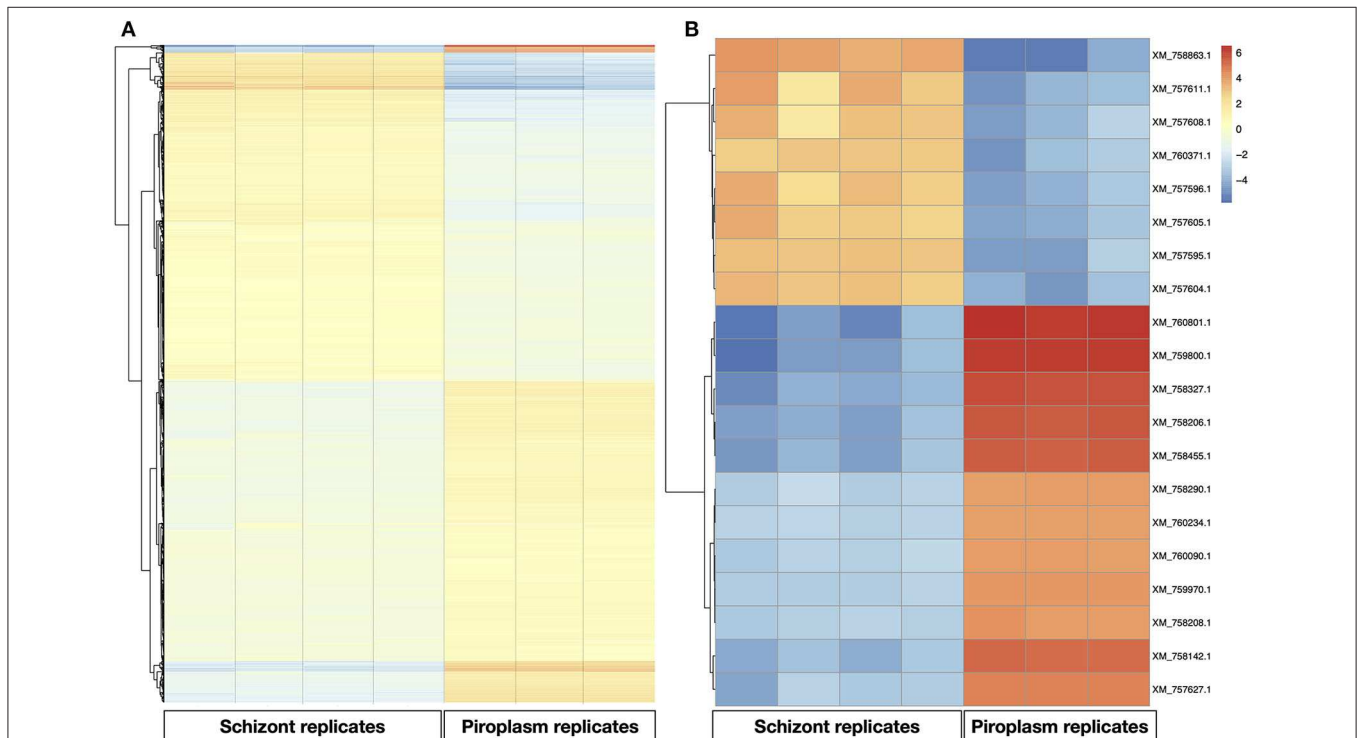 A
B
6
4
2
0
−2
−4
XM_758863.1
XM_757611.1
XM_757608.1
XM_760371.1
XM_757596.1
XM_757605.1
XM_757595.1
XM_757604.1
XM_760801.1
XM_759800.1
XM_758327.1
XM_758206.1
XM_758455.1
XM_758290.1
XM_760234.1
XM_760090.1
XM_759970.1
XM_758208.1
XM_758142.1
XM_757627.1
Schizont replicates
Piroplasm replicates
Schizont replicates
Piroplasm replicates